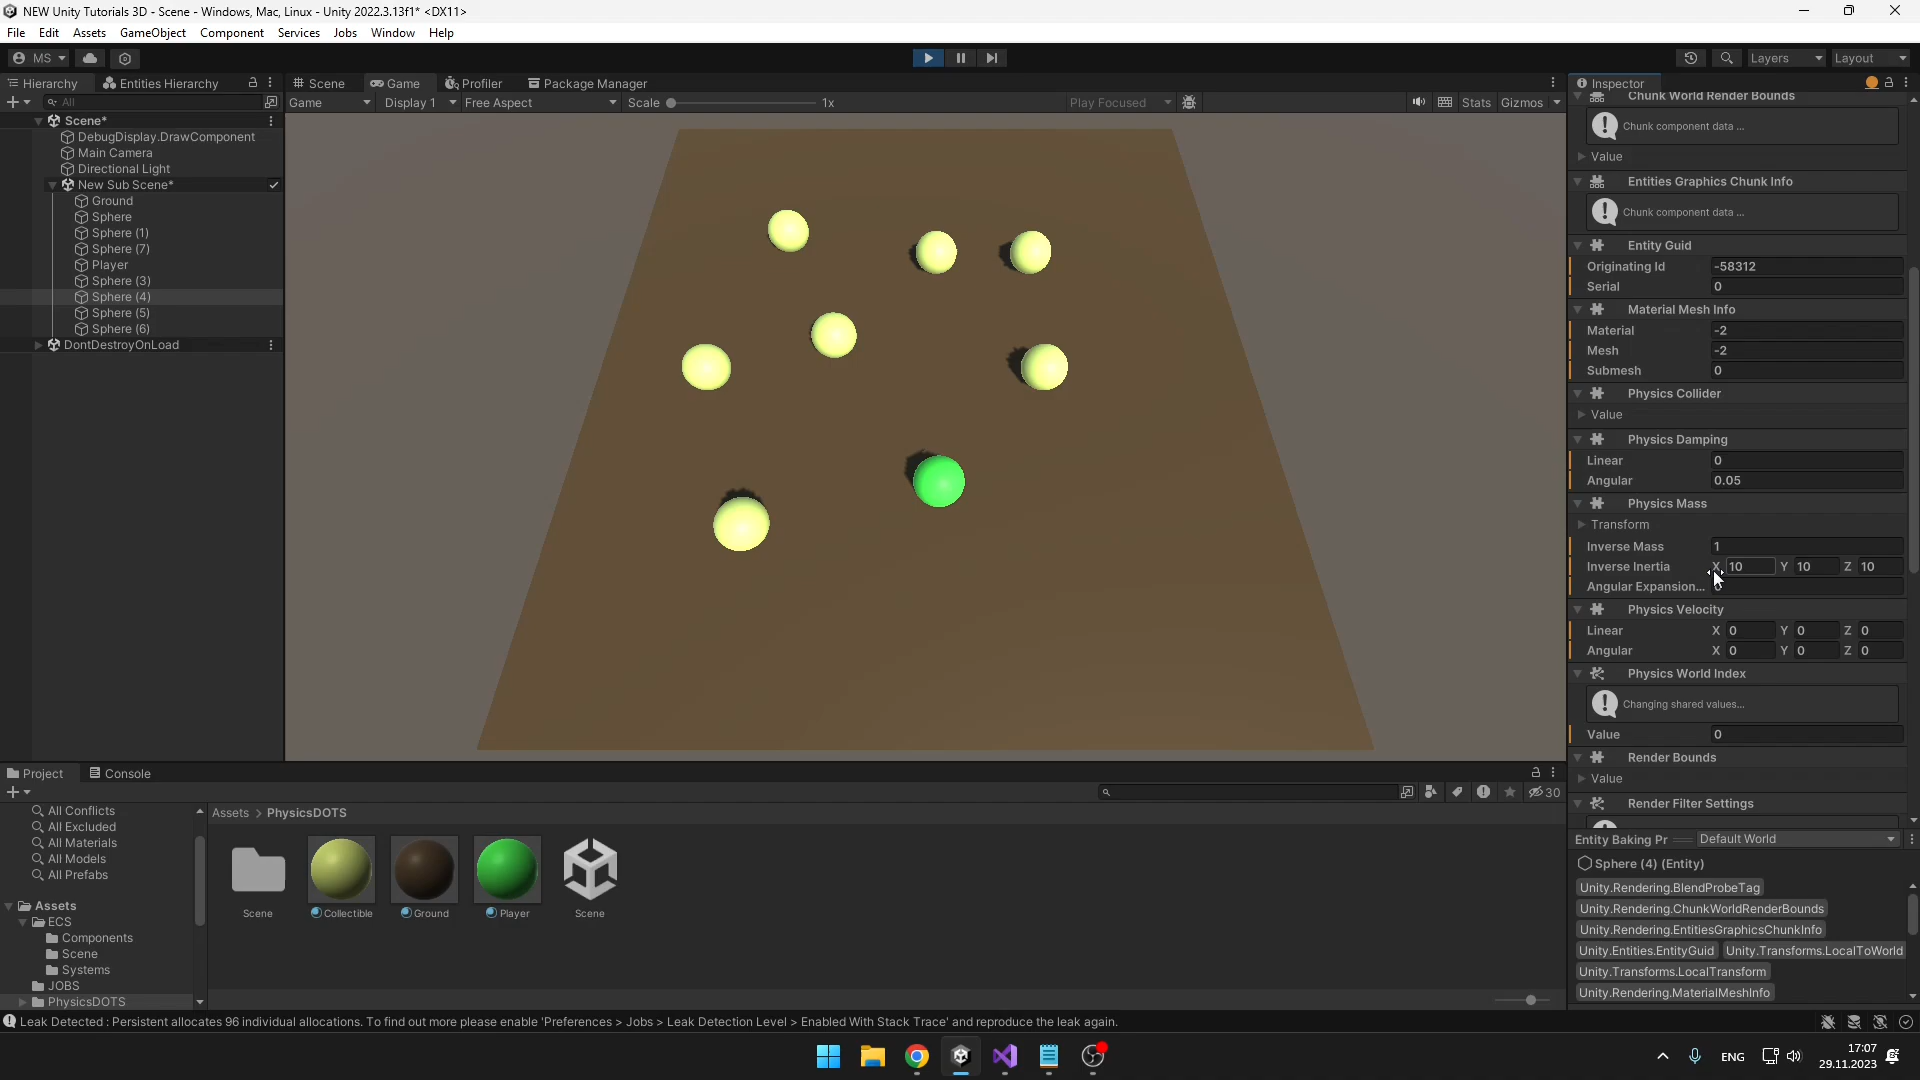 NEW Unity Tutorials 3D - Scene - Windows, Mac, Linux - Unity 2022.3.13f1* <DX11>
File Edit Assets GameObject Component Services Jobs Window Help
MS
Layers Layout
Hierarchy Entities Hierarchy
All
Scene*
DebugDisplay.DrawComponent
Main Camera
Directional Light
New Sub Scene*
Ground
Sphere
Sphere (1)
Sphere (7)
Player
Sphere (3)
Sphere (4)
Sphere (5)
Sphere (6)
DontDestroyOnLoad
Scene Game Profiler Package Manager
Game Display 1 Free Aspect Scale 1x Play Focused Stats Gizmos
Inspector
Chunk World Render Bounds
Chunk component data ...
Value
Entities Graphics Chunk Info
Chunk component data ...
Entity Guid
Originating Id -58312
Serial 0
Material Mesh Info
Material -2
Mesh -2
Submesh 0
Physics Collider
Value
Physics Damping
Linear 0
Angular 0.05
Physics Mass
Transform
Inverse Mass 1
Inverse Inertia X 10 Y 10 Z 10
Angular Expansion... 0
Physics Velocity
Linear X 0 Y 0 Z 0
Angular X 0 Y 0 Z 0
Physics World Index
Changing shared values...
Value 0
Render Bounds
Value
Render Filter Settings
Entity Baking Pr Default World
Sphere (4) (Entity)
Unity.Rendering.BlendProbeTag
Unity.Rendering.ChunkWorldRenderBounds
Unity.Rendering.EntitiesGraphicsChunkInfo
Unity.Entities.EntityGuid Unity.Transforms.LocalToWorld
Unity.Transforms.LocalTransform
Unity.Rendering.MaterialMeshInfo
Project Console
30
All Conflicts
All Excluded
All Materials
All Models
All Prefabs
Assets
ECS
Components
Scene
Systems
JOBS
PhysicsDOTS
Assets > PhysicsDOTS
Scene Collectible Ground Player Scene
Leak Detected : Persistent allocates 96 individual allocations. To find out more please enable 'Preferences > Jobs > Leak Detection Level > Enabled With Stack Trace' and reproduce the leak again.
ENG
17:07
29.11.2023